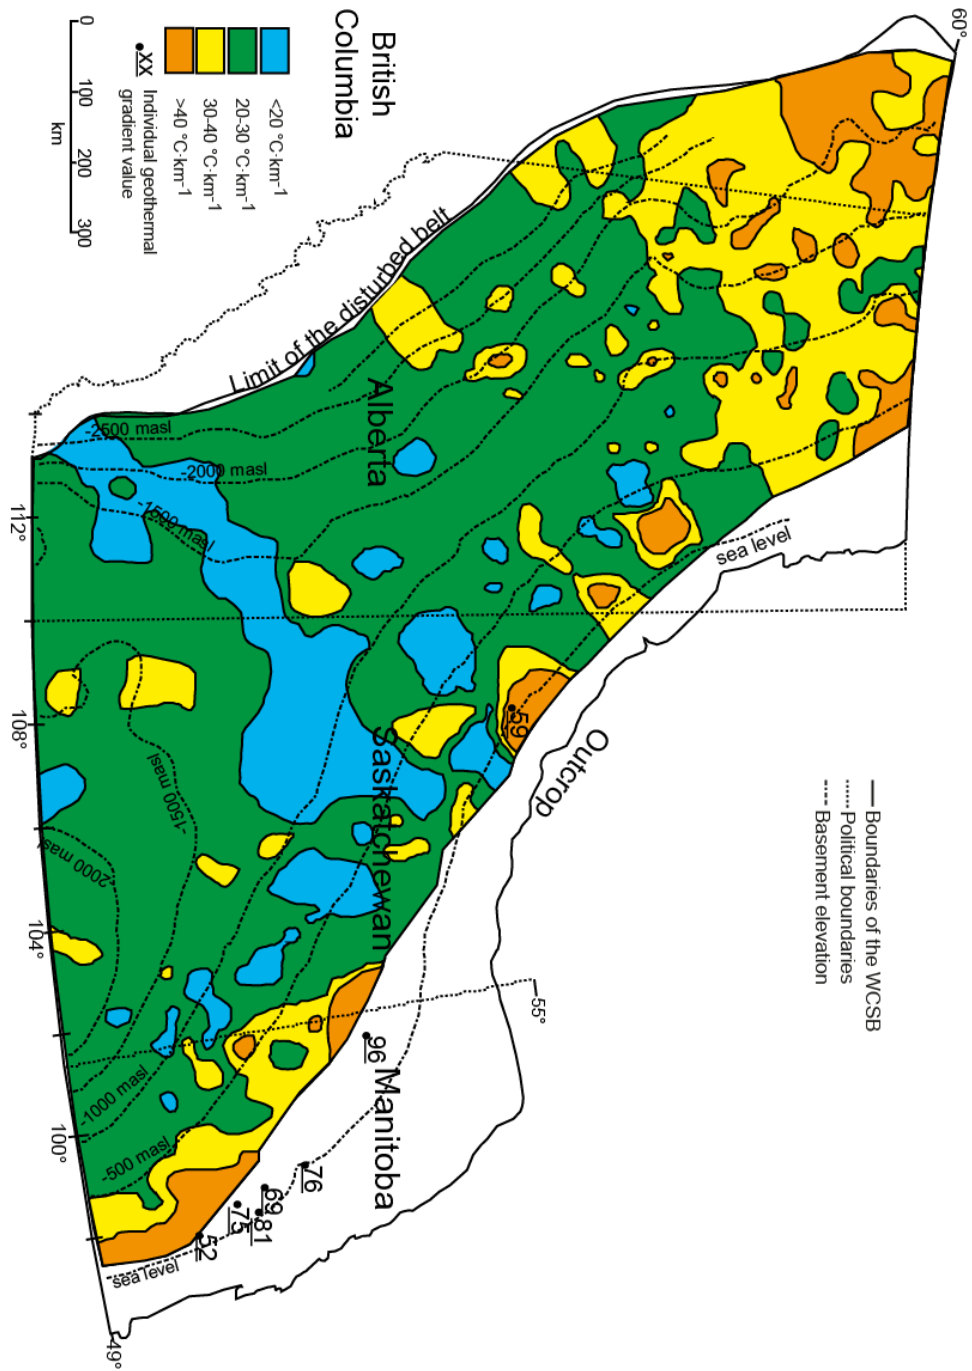 60°
British
Columbia
0
100
200
300
km
<20 °C·km⁻¹
20-30 °C·km⁻¹
30-40 °C·km⁻¹
>40 °C·km⁻¹
XX
Individual geothermal
gradient value
Limit of the disturbed belt
Alberta
-2500 masl
-2000 masl
-1500 masl
sea level
112°
Outcrop
Boundaries of the WCSB
Political boundaries
Basement elevation
59
Saskatchewan
108°
-1500 masl
2000 masl
104°
55°
96
Manitoba
-1000 masl
-500 masl
100°
76
69
81
75
52
sea level
49°